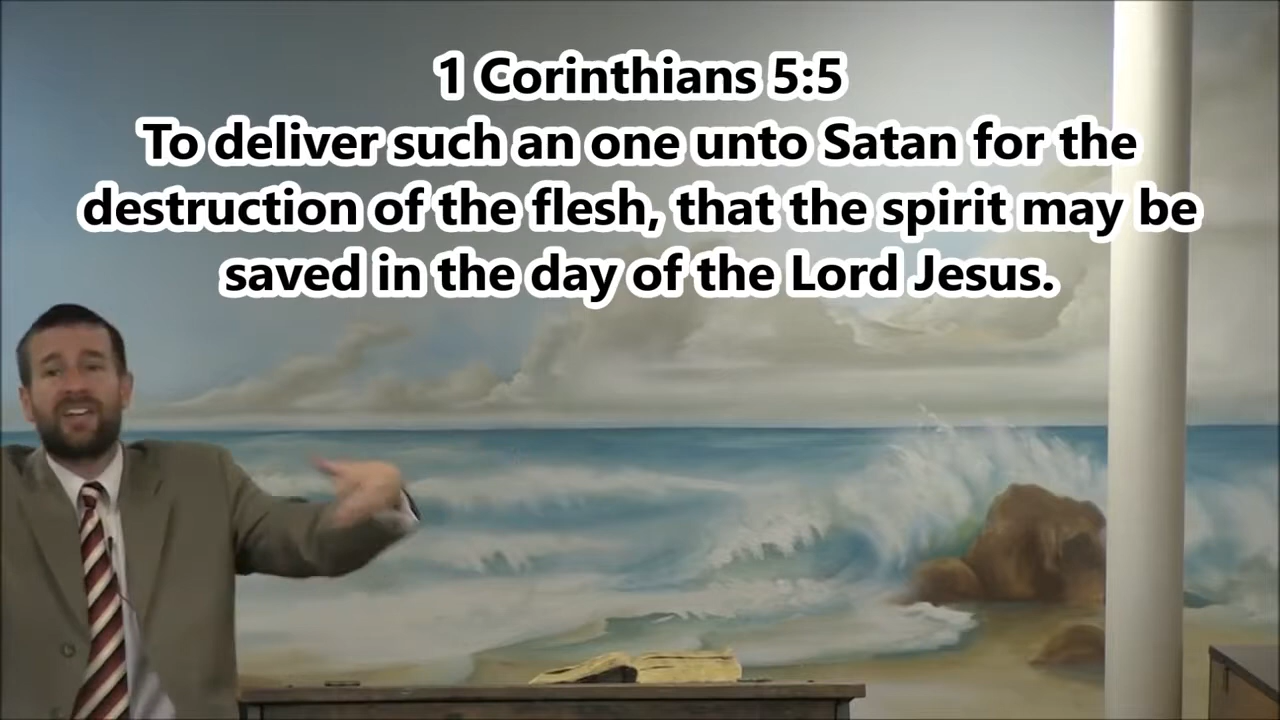 1 Corinthians 5:5
To deliver such an one unto Satan for the
destruction of the flesh, that the spirit may be
saved in the day of the Lord Jesus.